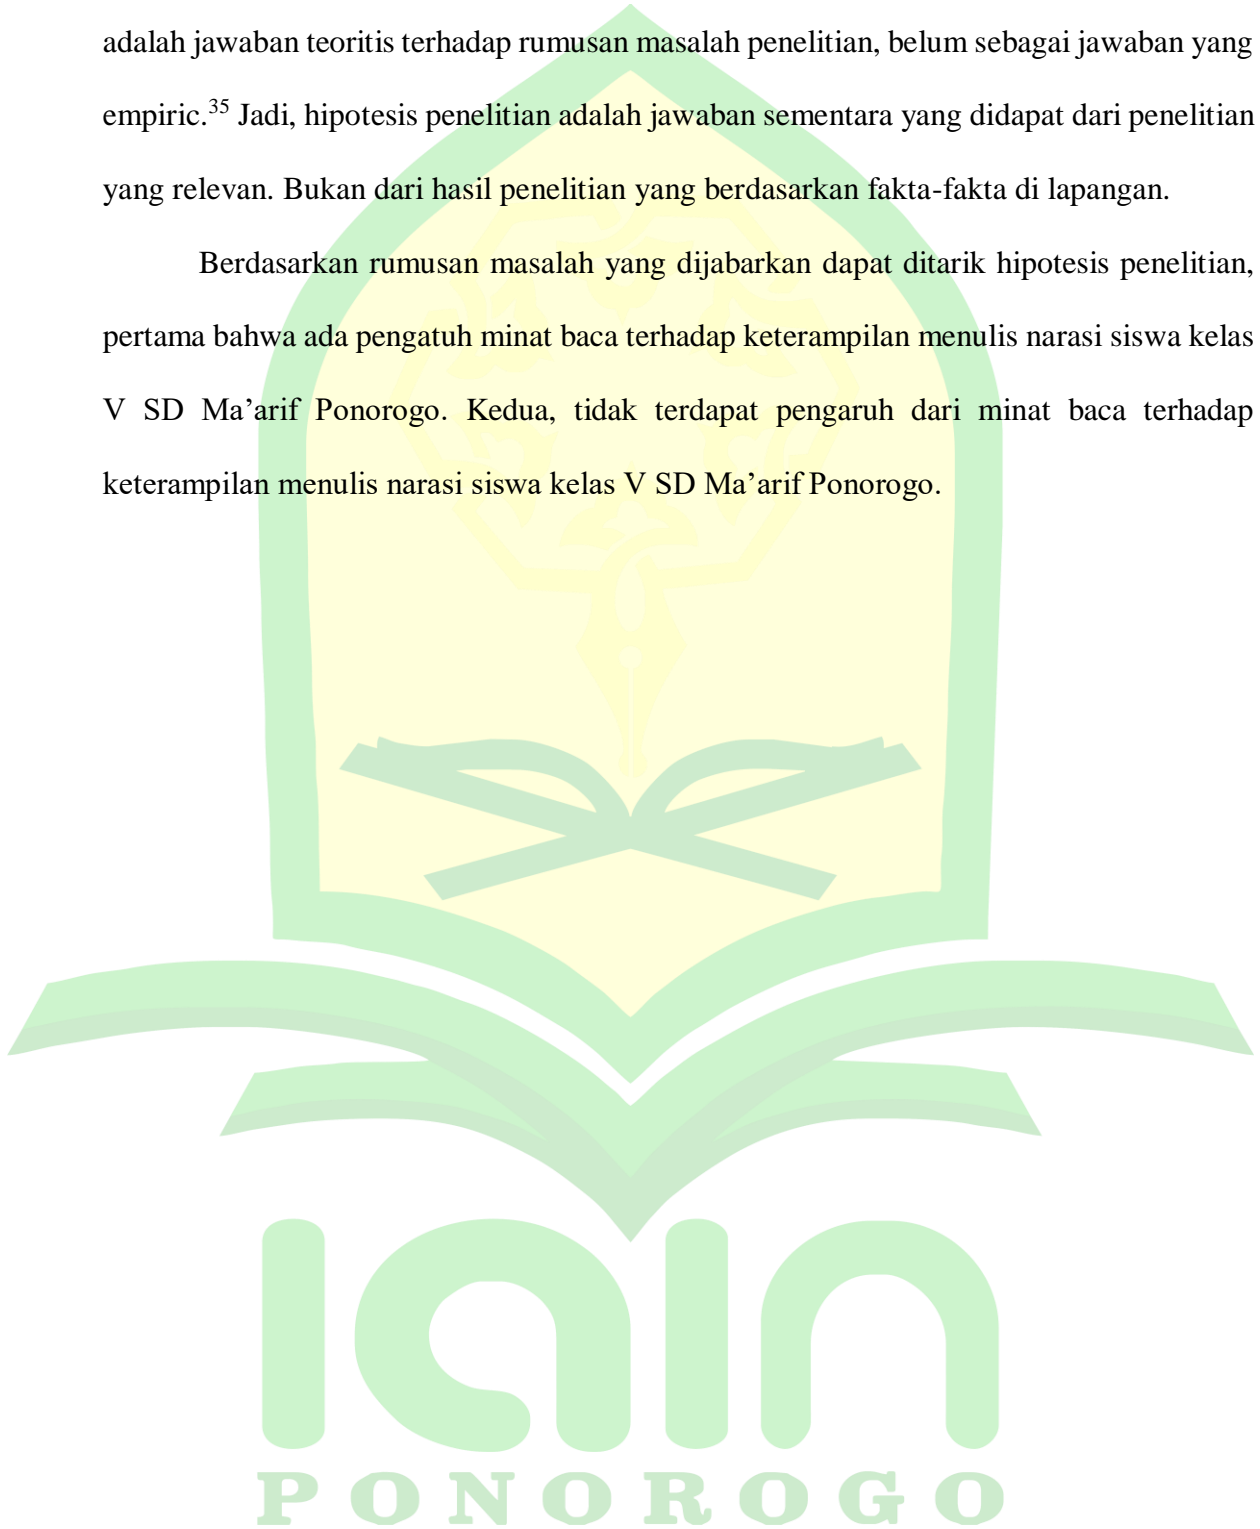 adalah jawaban teoritis terhadap rumusan masalah penelitian, belum sebagai jawaban yang
empiric.35 Jadi, hipotesis penelitian adalah jawaban sementara yang didapat dari penelitian
yang relevan. Bukan dari hasil penelitian yang berdasarkan fakta-fakta di lapangan.
Berdasarkan rumusan masalah yang dijabarkan dapat ditarik hipotesis penelitian,
pertama bahwa ada pengatuh minat baca terhadap keterampilan menulis narasi siswa kelas
V SD Ma’arif Ponorogo. Kedua, tidak terdapat pengaruh dari minat baca terhadap
keterampilan menulis narasi siswa kelas V SD Ma’arif Ponorogo.
IAIN
PONOROGO